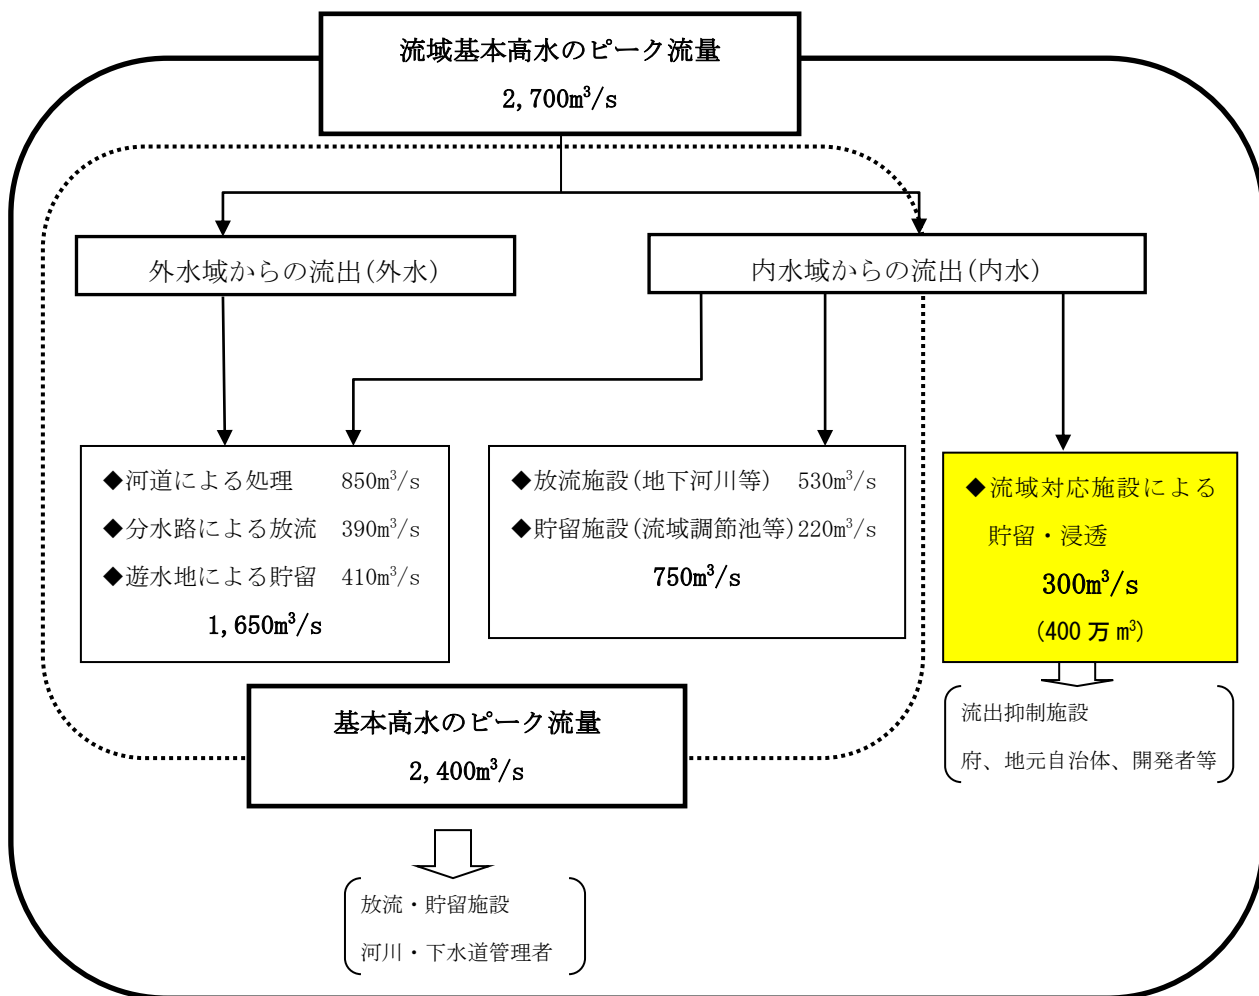 流域基本高水のピーク流量
2,700m³/s
外水域からの流出(外水)
内水域からの流出(内水)
◆河道による処理 850m³/s
◆分水路による放流 390m³/s
◆遊水地による貯留 410m³/s
1,650m³/s
◆放流施設(地下河川等) 530m³/s
◆貯留施設(流域調節池等)220m³/s
750m³/s
◆流域対応施設による
貯留・浸透
300m³/s
(400 万 m³)
流出抑制施設
府、地元自治体、開発者等
基本高水のピーク流量
2,400m³/s
放流・貯留施設
河川・下水道管理者